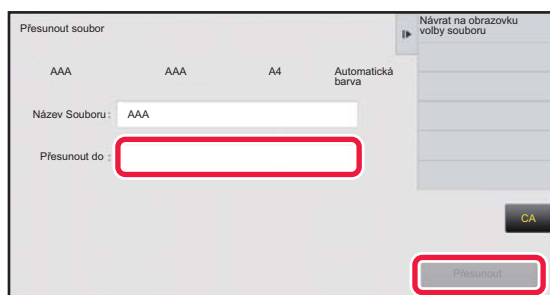 Přesunout soubor
Návrat na obrazovku
volby souboru
AAA AAA A4 Automatická
barva
Název Souboru : AAA
Přesunout do :
CA
Přesunout